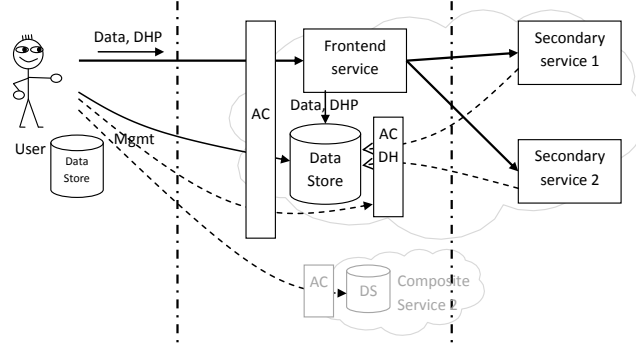 Data, DHP
Frontend
service
Secondary
service 1
Data, DHP
AC
AC
DH
User
Mgmt
Data
Store
Data
Store
Secondary
service 2
AC
DS
Composite
Service 2